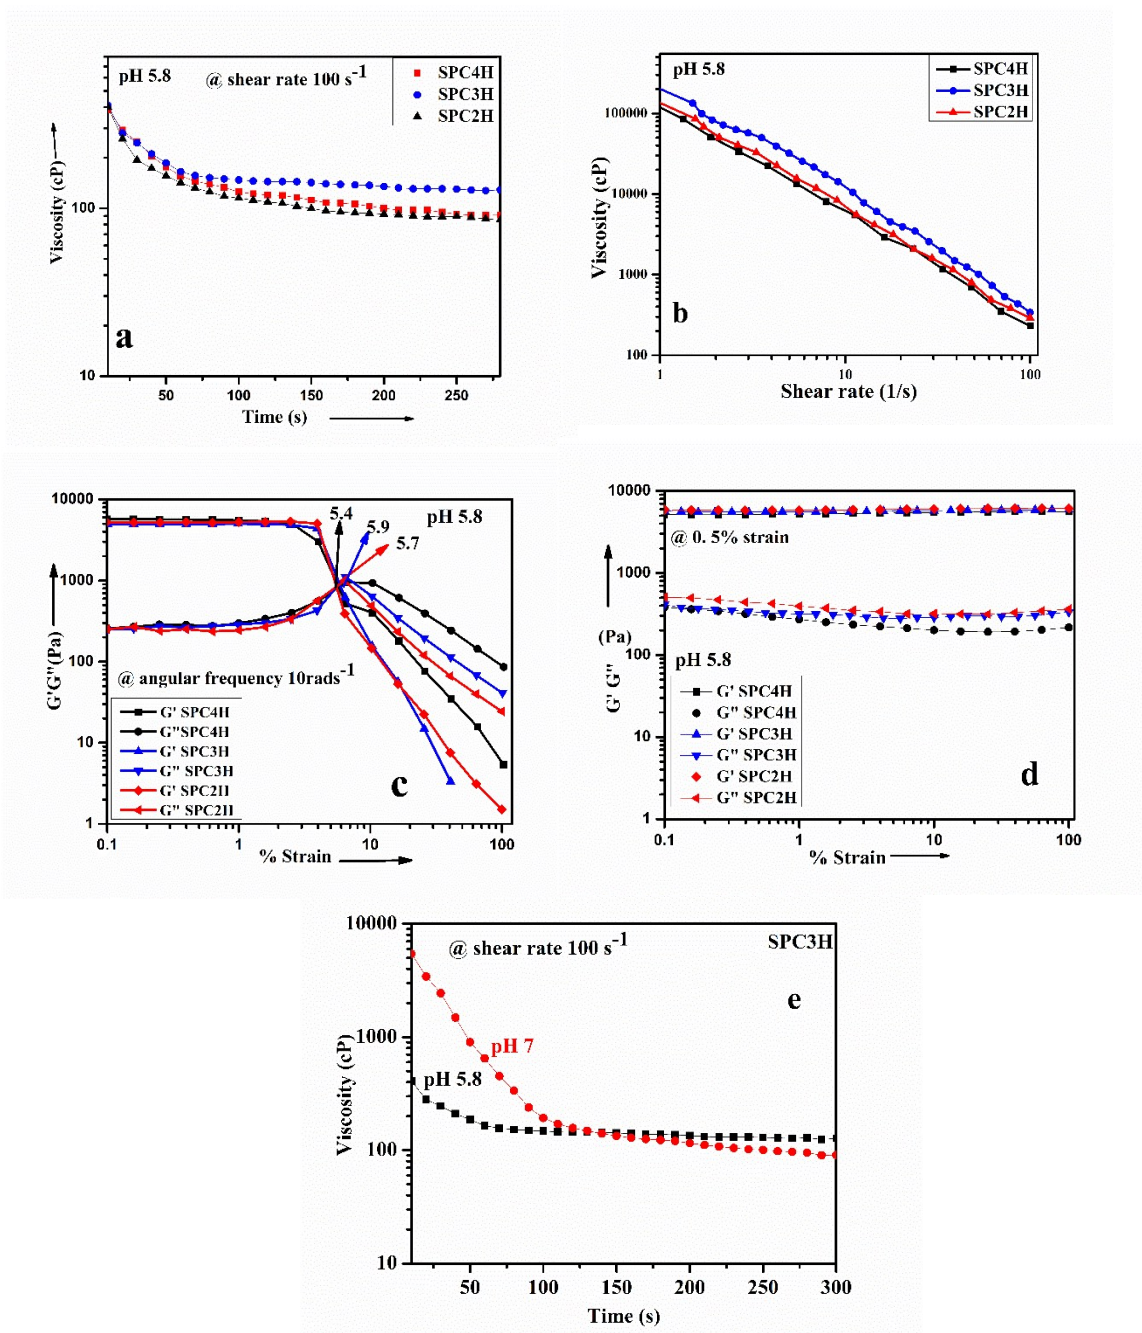 pH 5.8 @ shear rate 100 s⁻¹
SPC4H
SPC3H
SPC2H
Viscosity (cP)
100
10
a
50 100 150 200 250
Time (s)
pH 5.8
SPC4H
SPC3H
SPC2H
Viscosity (cP)
100000
10000
1000
100
b
1 10 100
Shear rate (1/s)
10000
1000
100
10
1
G'G"(Pa)
5.4
5.9
5.7
pH 5.8
@ angular frequency 10rads⁻¹
G' SPC4H
G"SPC4H
G' SPC3H
G" SPC3H
G' SPC2H
G" SPC2H
c
0.1 1 10 100
% Strain
10000
1000
100
10
1
G' G" (Pa)
@ 0. 5% strain
pH 5.8
G' SPC4H
G" SPC4H
G' SPC3H
G" SPC3H
G' SPC2H
G" SPC2H
d
0.1 1 10 100
% Strain
10000
1000
100
10
Viscosity (cP)
@ shear rate 100 s⁻¹
SPC3H
e
pH 7
pH 5.8
50 100 150 200 250 300
Time (s)